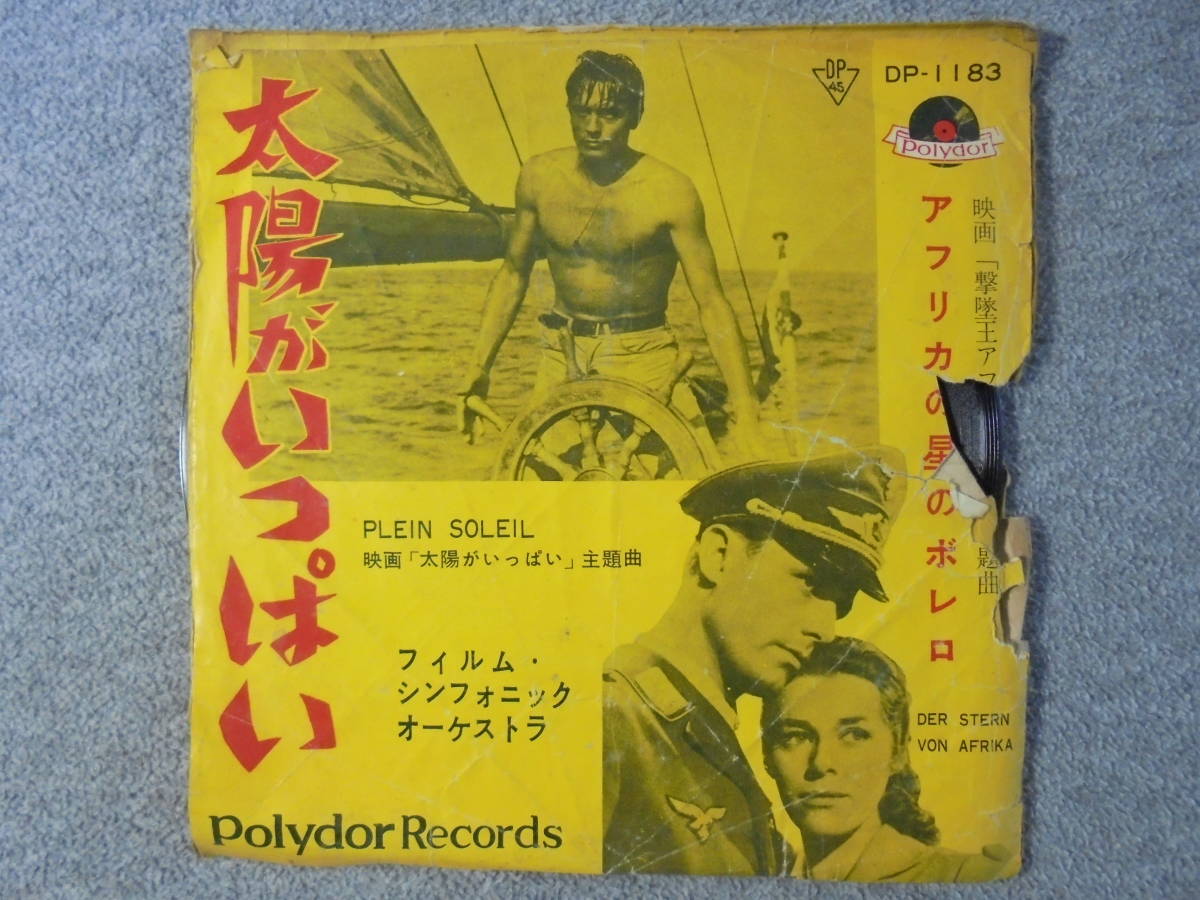 太陽がいっぱい
DP
45
DP-1183
polydor
映画「撃墜王アフ
題曲
アフリカの星のボレロ
PLEIN SOLEIL
映画「太陽がいっぱい」主題曲
フィルム・
シンフォニック
オーケストラ
DER STERN
VON AFRIKA
Polydor Records